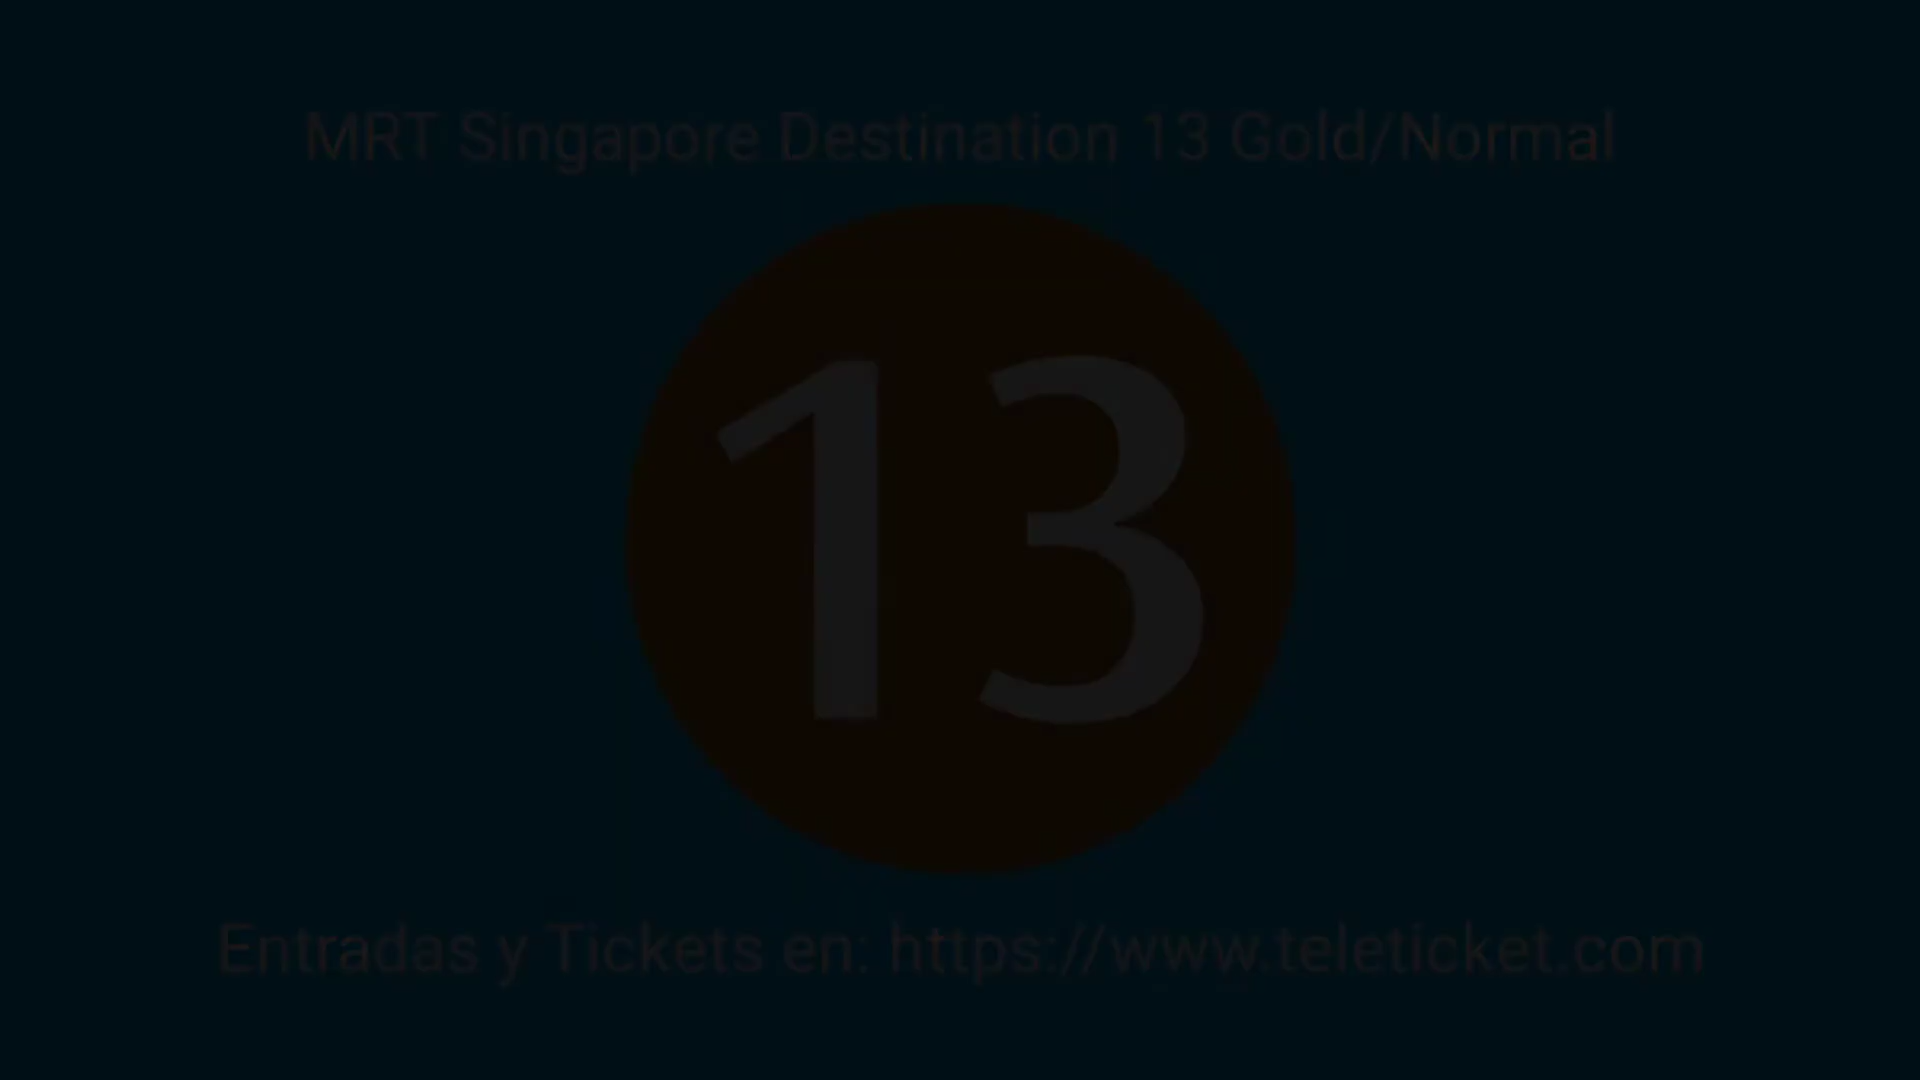 MRT Singapore Destination 13 Gold/Normal
13
Entradas y Tickets en: https://www.teleticket.com